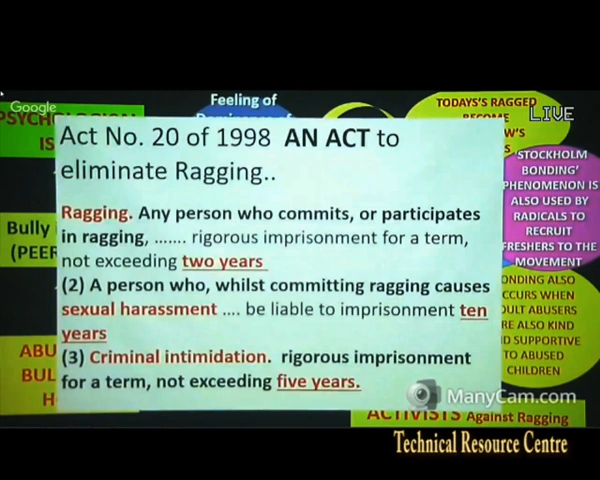 Google
LIVE
Feeling of
TODAYS'S RAGGED
BECOME
Act No. 20 of 1998 AN ACT to
eliminate Ragging..
Ragging. Any person who commits, or participates
in ragging, ....... rigorous imprisonment for a term,
not exceeding two years
(2) A person who, whilst committing ragging causes
sexual harassment .... be liable to imprisonment ten
years
(3) Criminal intimidation. rigorous imprisonment
for a term, not exceeding five years.
IS
Bully
(PEER
ABU
BUL
H
STOCKHOLM
BONDING'
PHENOMENON IS
ALSO USED BY
RADICALS TO
RECRUIT
FRESHERS TO THE
MOVEMENT
ONDING ALSO
CCURS WHEN
DULT ABUSERS
RE ALSO KIND
D SUPPORTIVE
TO ABUSED
CHILDREN
ACTIVISTS Against Ragging
ManyCam.com
Technical Resource Centre